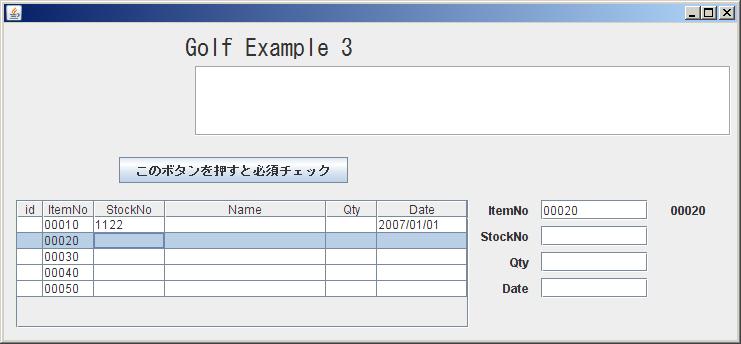 Golf Example 3
このボタンを押すと必須チェック
id ItemNo StockNo Name Qty Date
00010 1122 2007/01/01
00020
00030
00040
00050
ItemNo 00020 00020
StockNo
Qty
Date